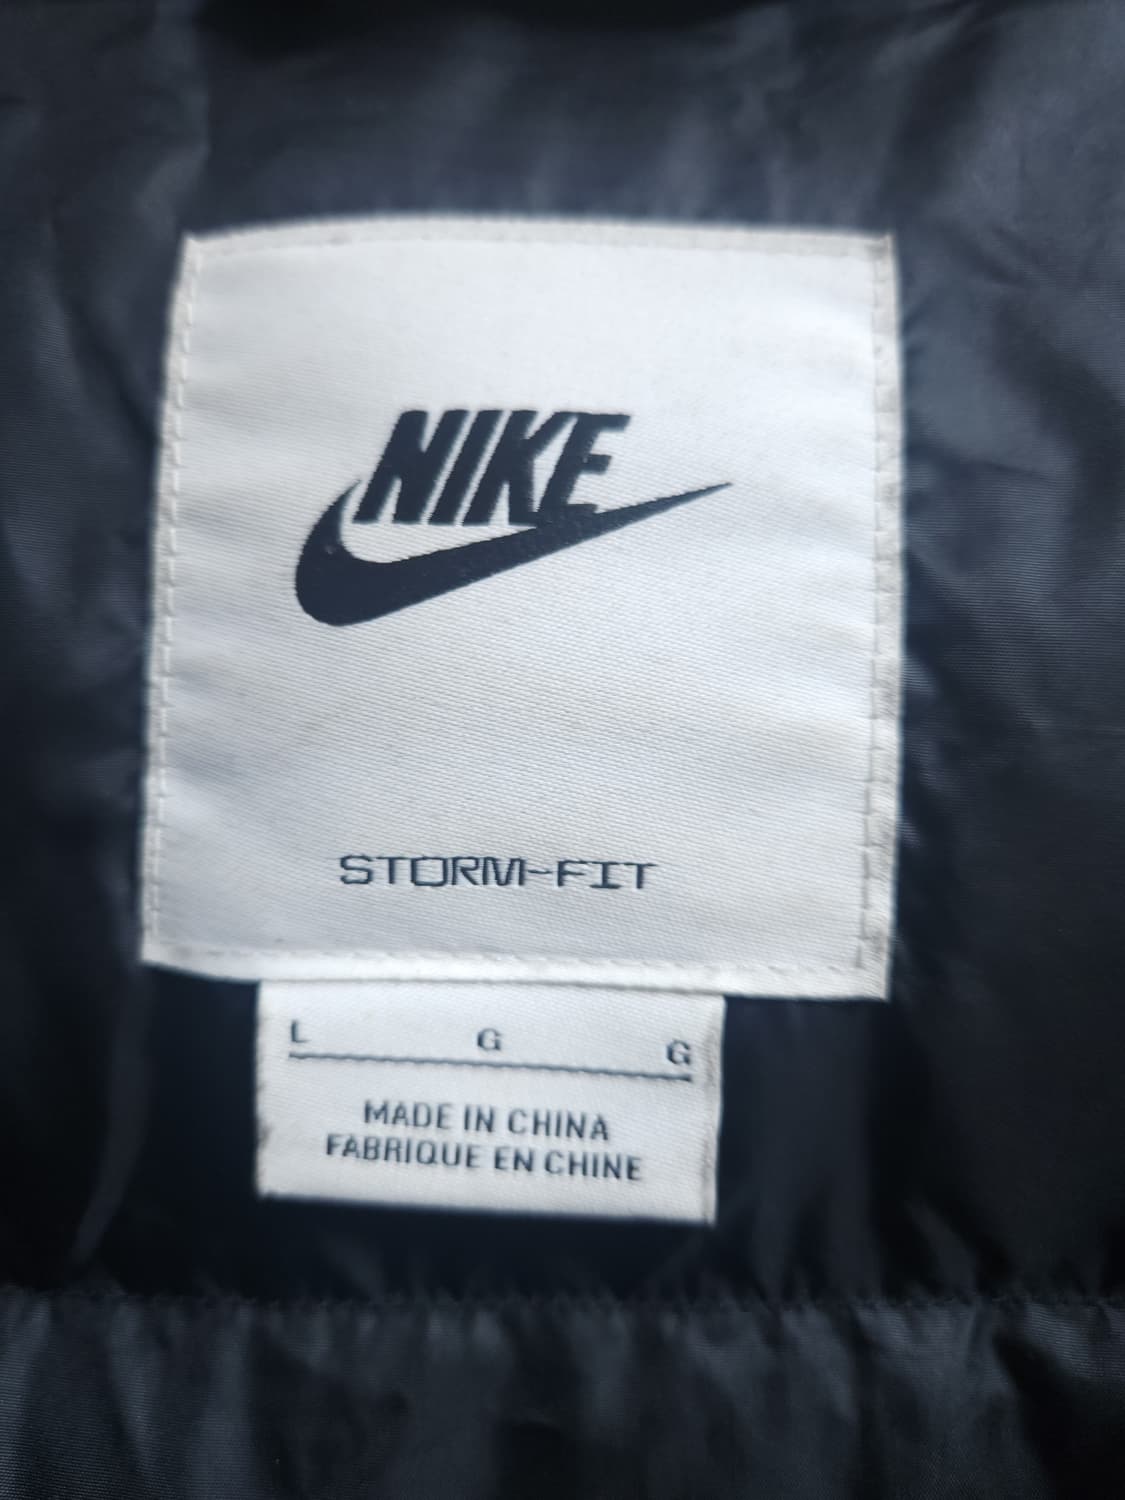 NIKE
STORM-FIT
L G G
MADE IN CHINA
FABRIQUE EN CHINE